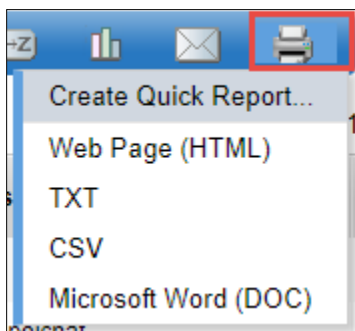 Z
Create Quick Report...
Web Page (HTML)
TXT
CSV
Microsoft Word (DOC)